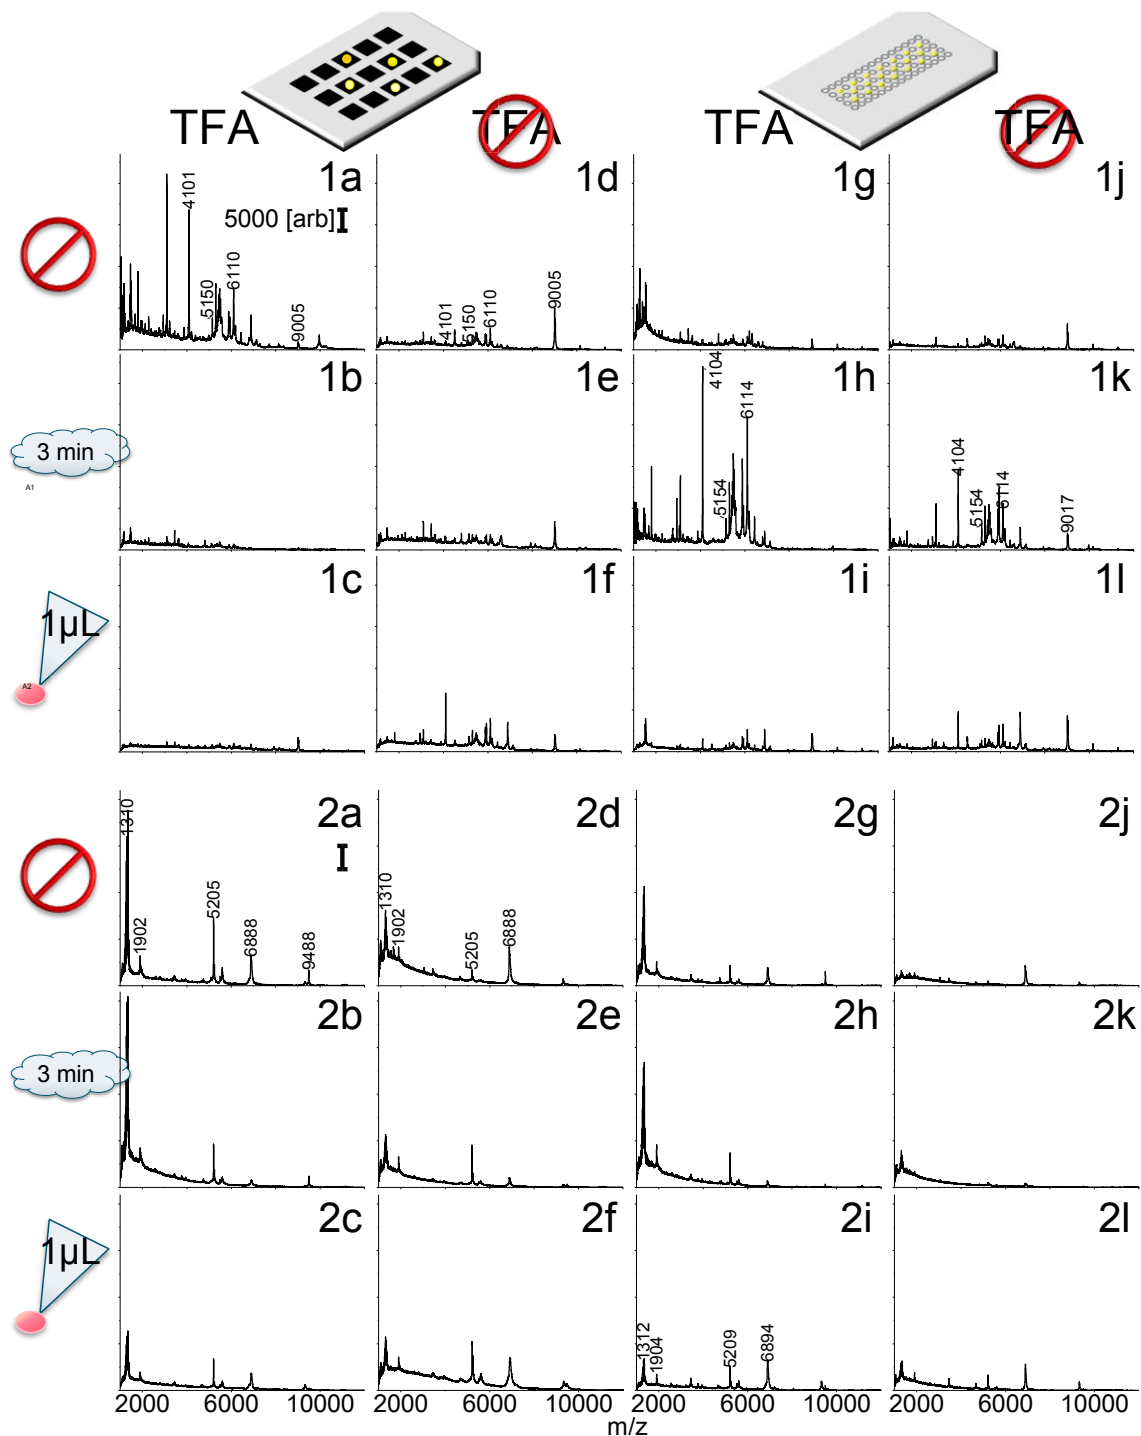 TFA TFA TFA TFA
1a 1d 1g 1j
4101
5000 [arb]
5150
6110
9005
4101
5150
6110
9005
1b 1e 1h 1k
3 min
A1
4104
5154
6114
4104
5154
6114
9017
1c 1f 1i 1l
1µL
A2
2a 2d 2g 2j
1310
1902
5205
6888
9488
1310
1902
5205
6888
2b 2e 2h 2k
3 min
2c 2f 2i 2l
1µL
1312
1904
5209
6894
2000 6000 10000 2000 6000 10000 2000 6000 10000 2000 6000 10000
m/z